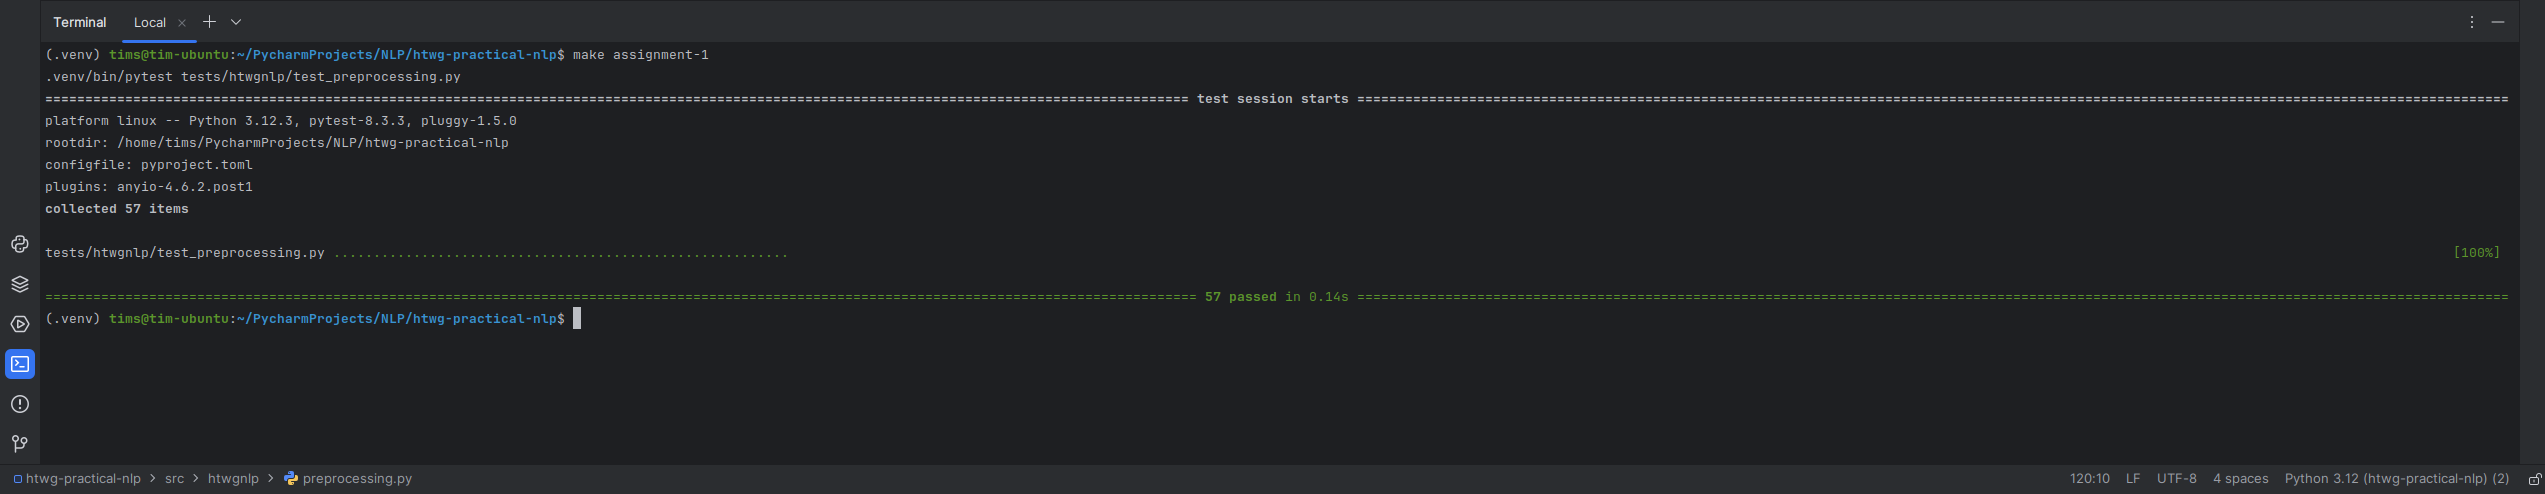 Terminal Local
(.venv) tims@tim-ubuntu:~/PycharmProjects/NLP/htwg-practical-nlp$ make assignment-1
.venv/bin/pytest tests/htwgnlp/test_preprocessing.py
=============================================== test session starts ===============================================
platform linux -- Python 3.12.3, pytest-8.3.3, pluggy-1.5.0
rootdir: /home/tims/PycharmProjects/NLP/htwg-practical-nlp
configfile: pyproject.toml
plugins: anyio-4.6.2.post1
collected 57 items
tests/htwgnlp/test_preprocessing.py ......................................................... [100%]
=============================================== 57 passed in 0.14s ===============================================
(.venv) tims@tim-ubuntu:~/PycharmProjects/NLP/htwg-practical-nlp$
htwg-practical-nlp > src > htwgnlp > preprocessing.py 120:10 LF UTF-8 4 spaces Python 3.12 (htwg-practical-nlp) (2)